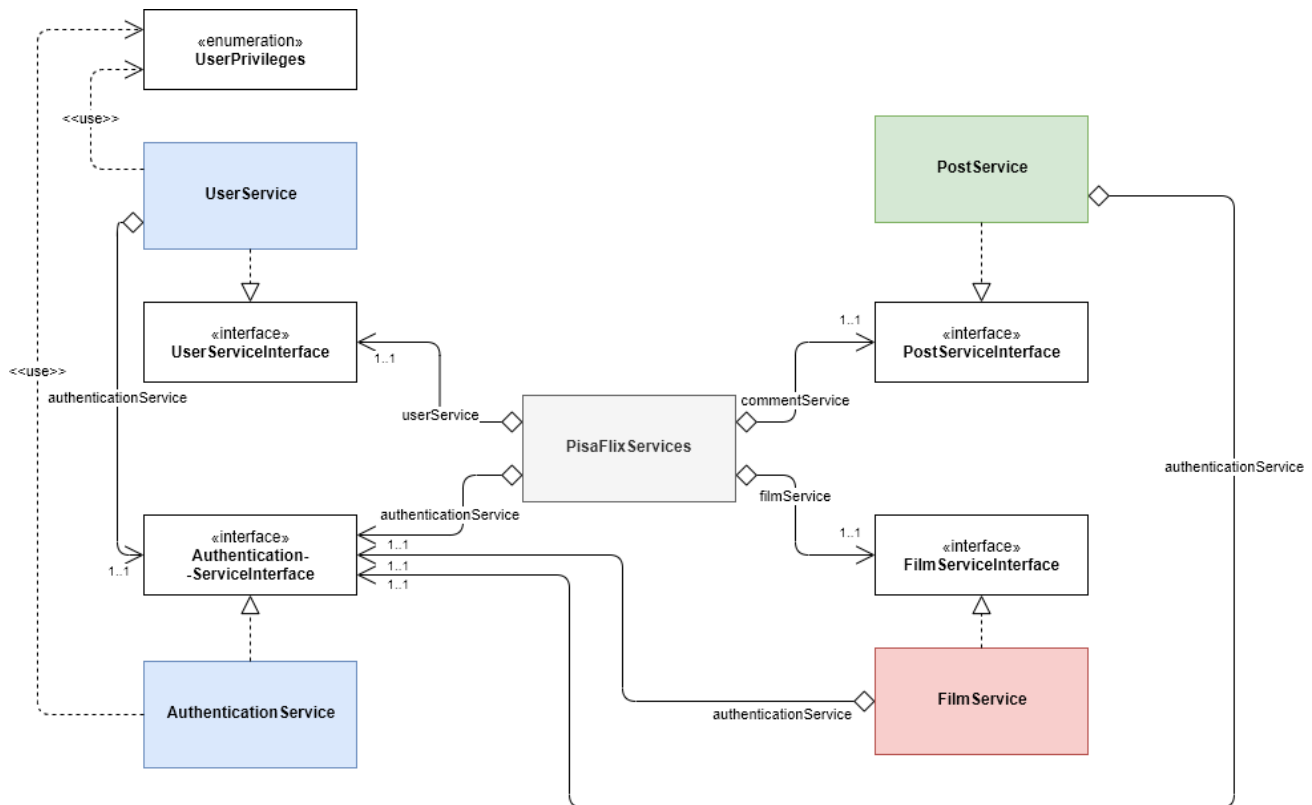 «enumeration»
UserPrivileges
<<use>>
UserService
PostService
«interface»
UserServiceInterface
1..1
1..1
«interface»
PostServiceInterface
<<use>>
authenticationService
userService
commentService
PisaFlixServices
authenticationService
filmService
authenticationService
«interface»
Authentication-
-ServiceInterface
1..1
1..1
1..1
1..1
1..1
«interface»
FilmServiceInterface
AuthenticationService
authenticationService
FilmService